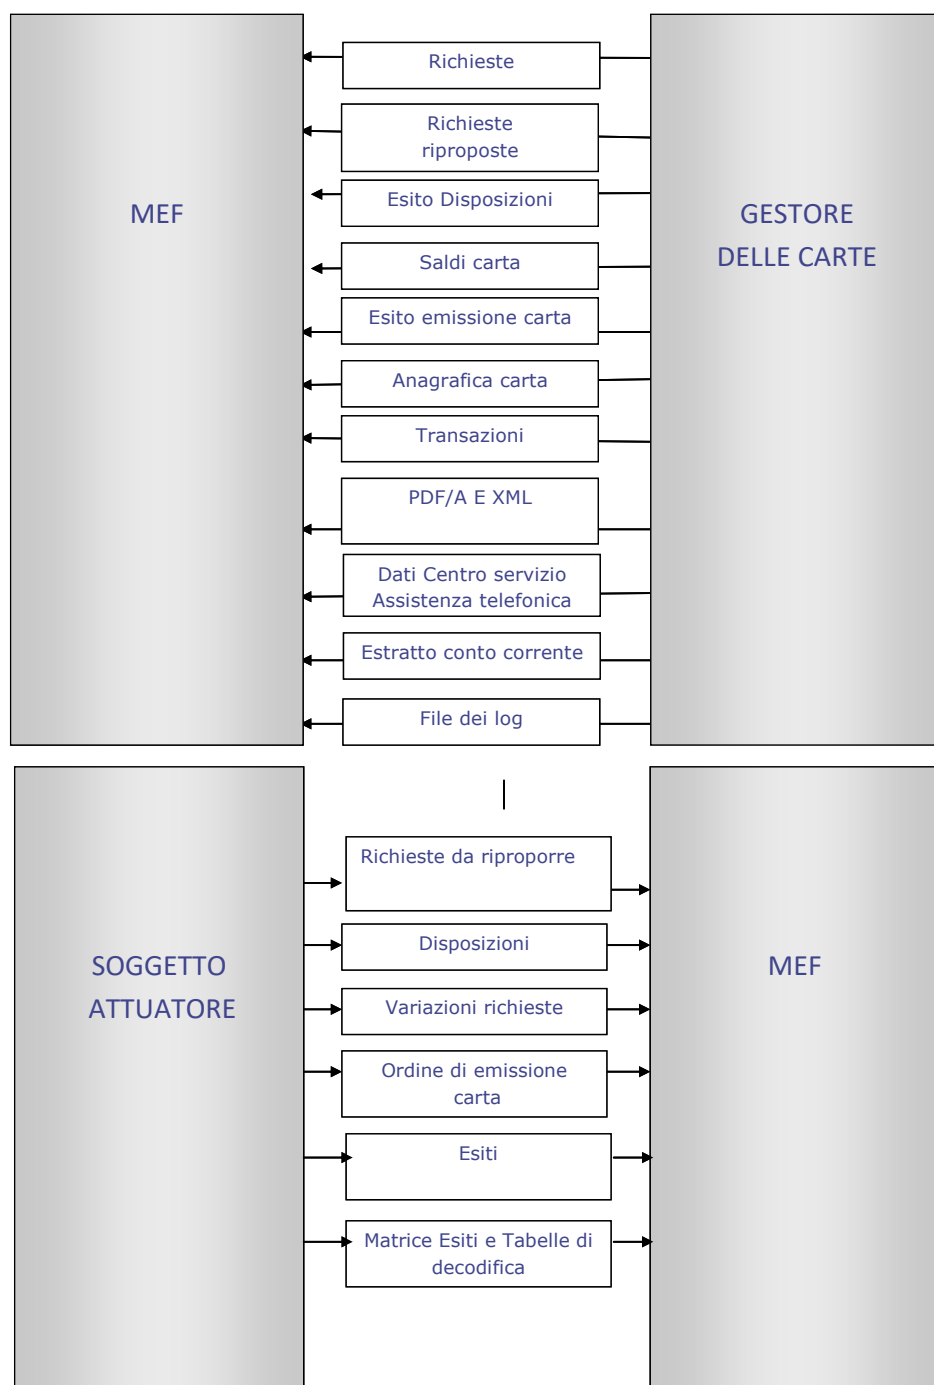 Richieste
Richieste
riproposte
MEF
Esito Disposizioni
GESTORE
DELLE CARTE
Saldi carta
Esito emissione carta
Anagrafica carta
Transazioni
PDF/A E XML
Dati Centro servizio
Assistenza telefonica
Estratto conto corrente
File dei log
Richieste da riproporre
Disposizioni
SOGGETTO
ATTUATORE
MEF
Variazioni richieste
Ordine di emissione
carta
Esiti
Matrice Esiti e Tabelle di
decodifica